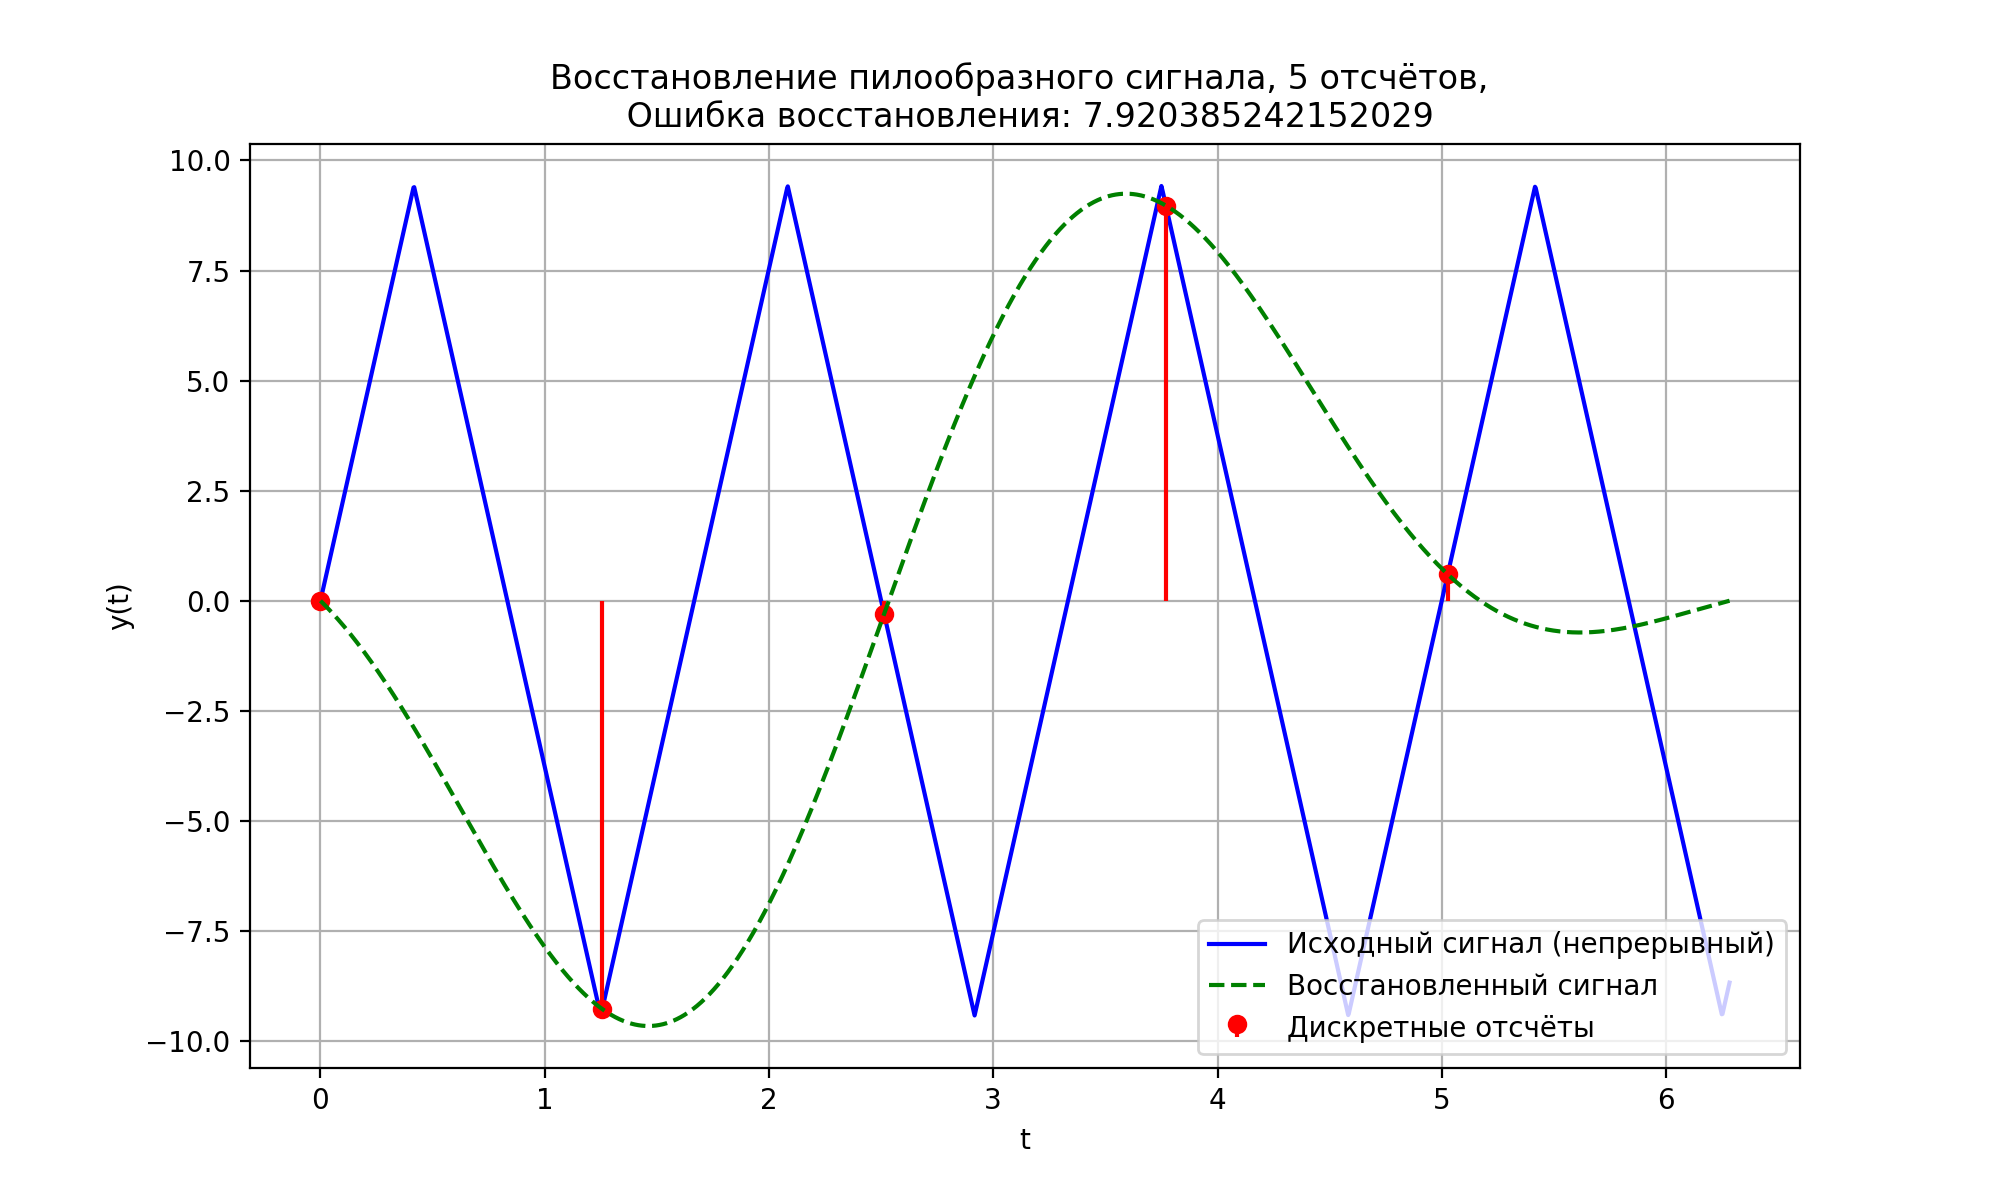 Восстановление пилообразного сигнала, 5 отсчётов,
Ошибка восстановления: 7.920385242152029
10.0
7.5
5.0
2.5
0.0
−2.5
−5.0
−7.5
−10.0
y(t)
Исходный сигнал (непрерывный)
Восстановленный сигнал
Дискретные отсчёты
0 1 2 3 4 5 6
t